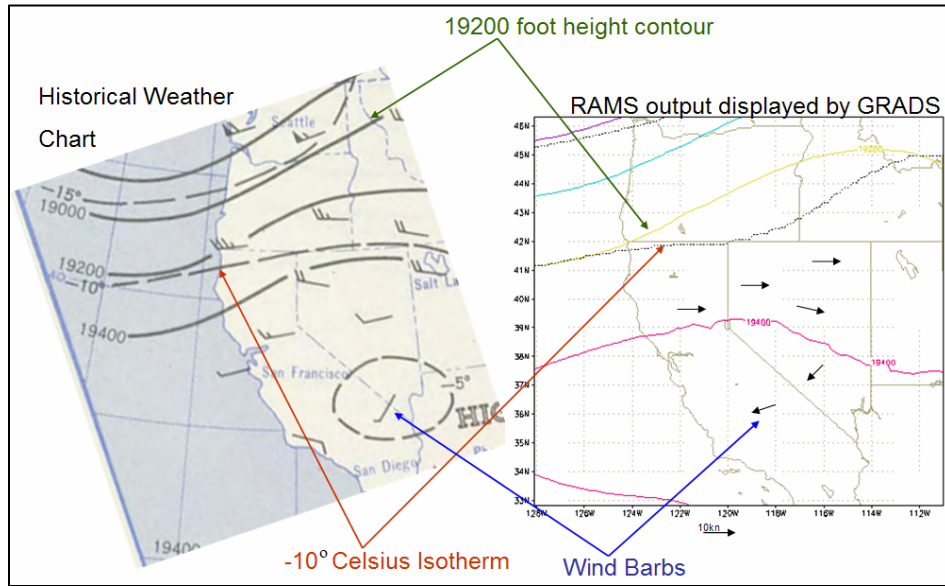 19200 foot height contour
Historical Weather
Chart
RAMS output displayed by GRADS
Seattle
-15°
19000
19200
40
-10°
19400
Salt La
San Francisco
-5°
HIG
San Diego
19400
46N
45N
44N
43N
42N
41N
40N
39N
38N
37N
36N
35N
34N
33N
19200
19400
19400
128W
126W
124W
122W
120W
118W
116W
114W
112W
10kn
-10° Celsius Isotherm
Wind Barbs